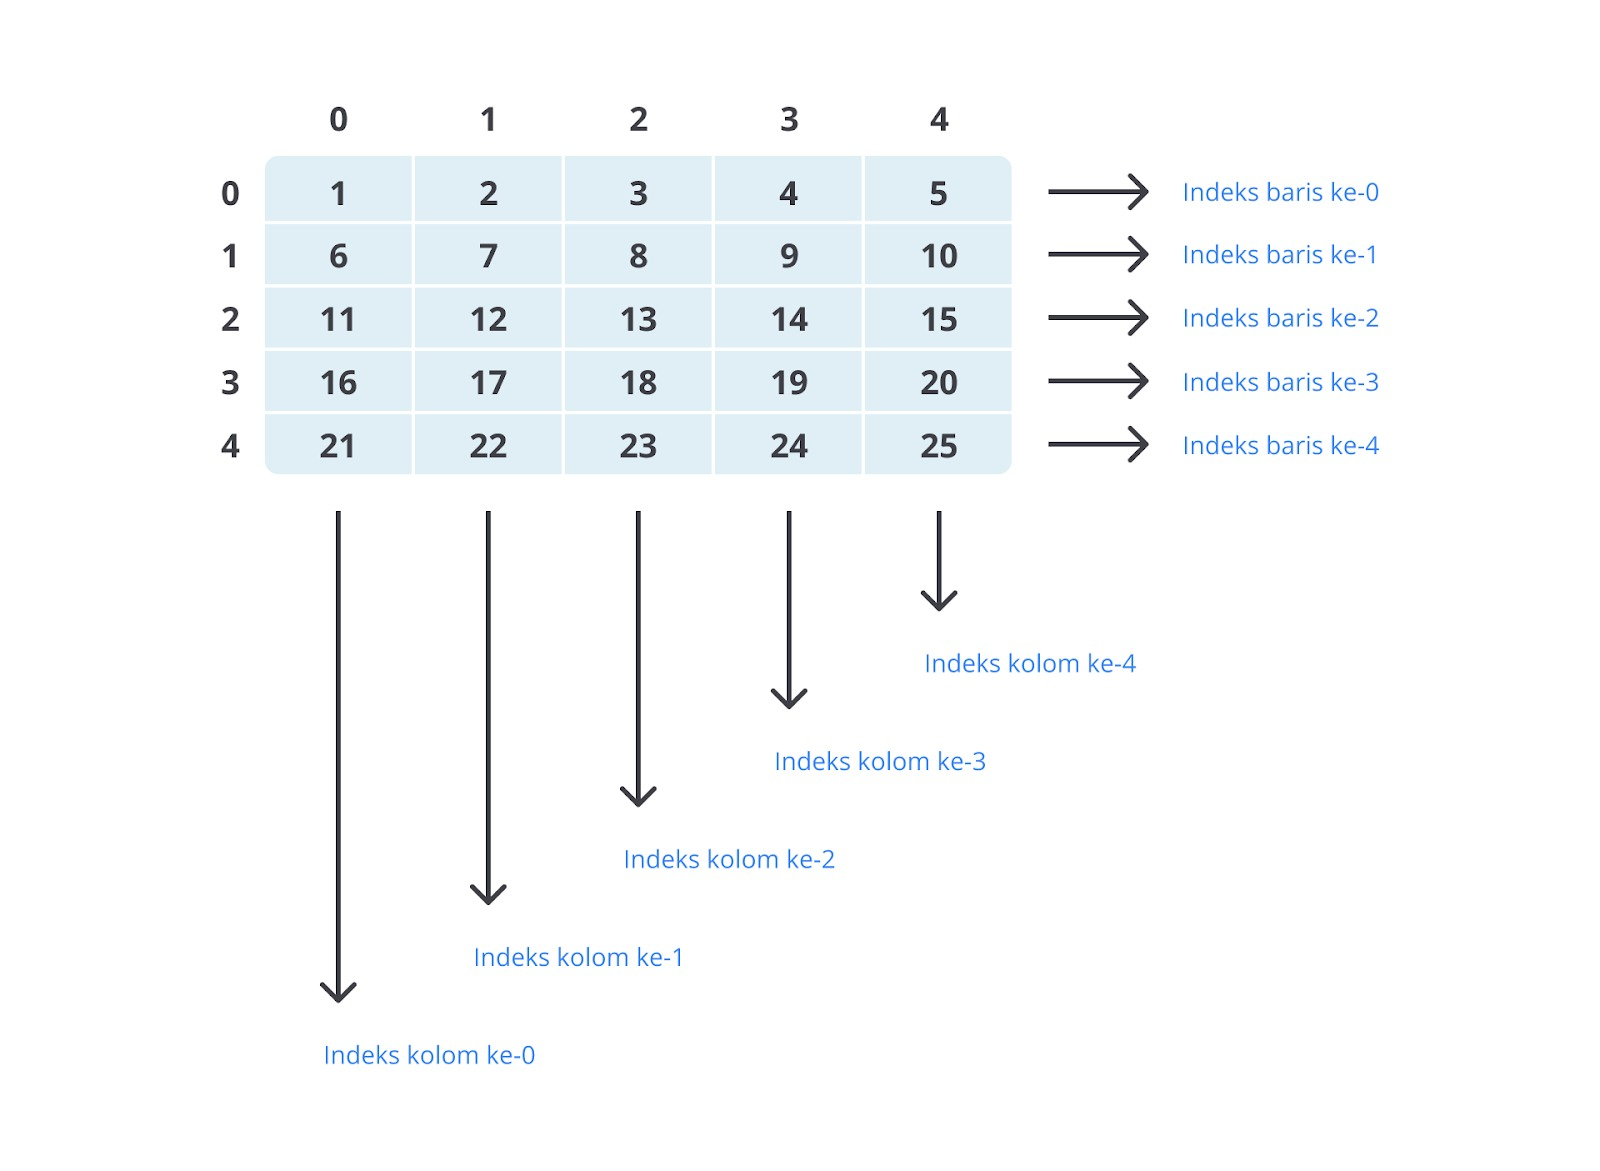 0 1 2 3 4
0 1 2 3 4 5 Indeks baris ke-0
1 6 7 8 9 10 Indeks baris ke-1
2 11 12 13 14 15 Indeks baris ke-2
3 16 17 18 19 20 Indeks baris ke-3
4 21 22 23 24 25 Indeks baris ke-4
Indeks kolom ke-4
Indeks kolom ke-3
Indeks kolom ke-2
Indeks kolom ke-1
Indeks kolom ke-0